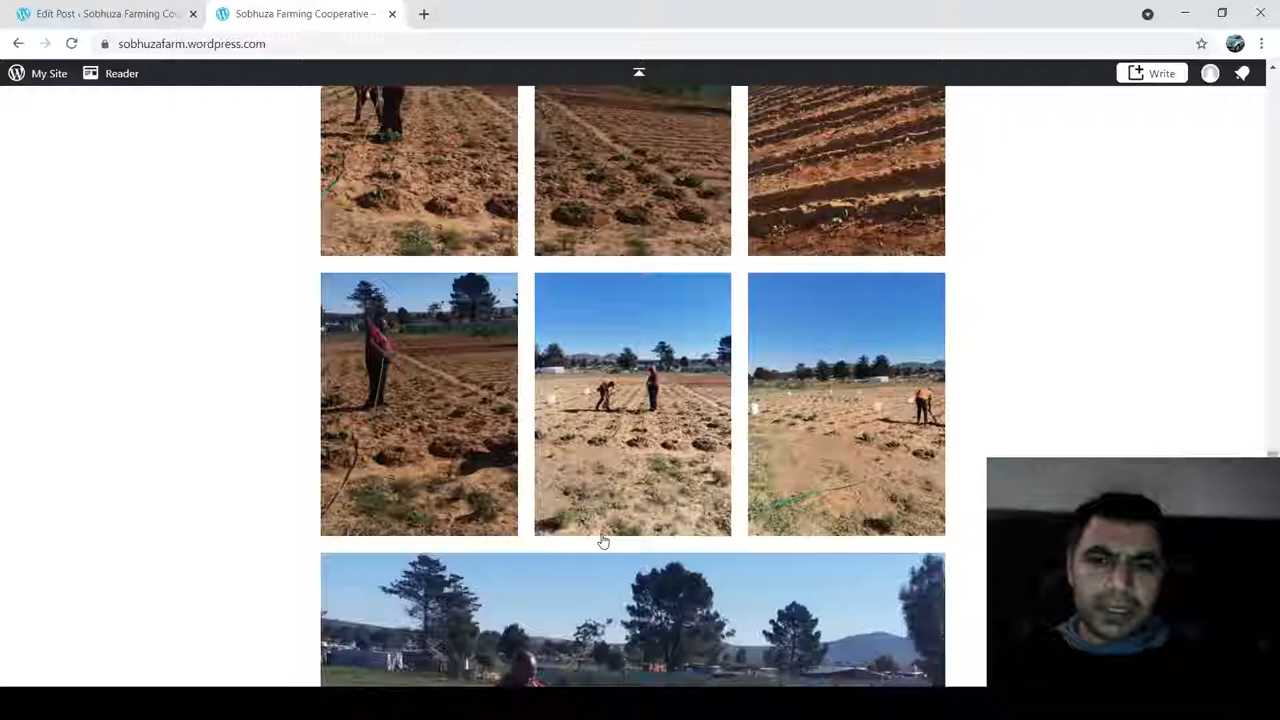 Edit Post ‹ Sobhuza Farming Co
Sobhuza Farming Cooperative –
sobhuzafarm.wordpress.com
My Site
Reader
Write